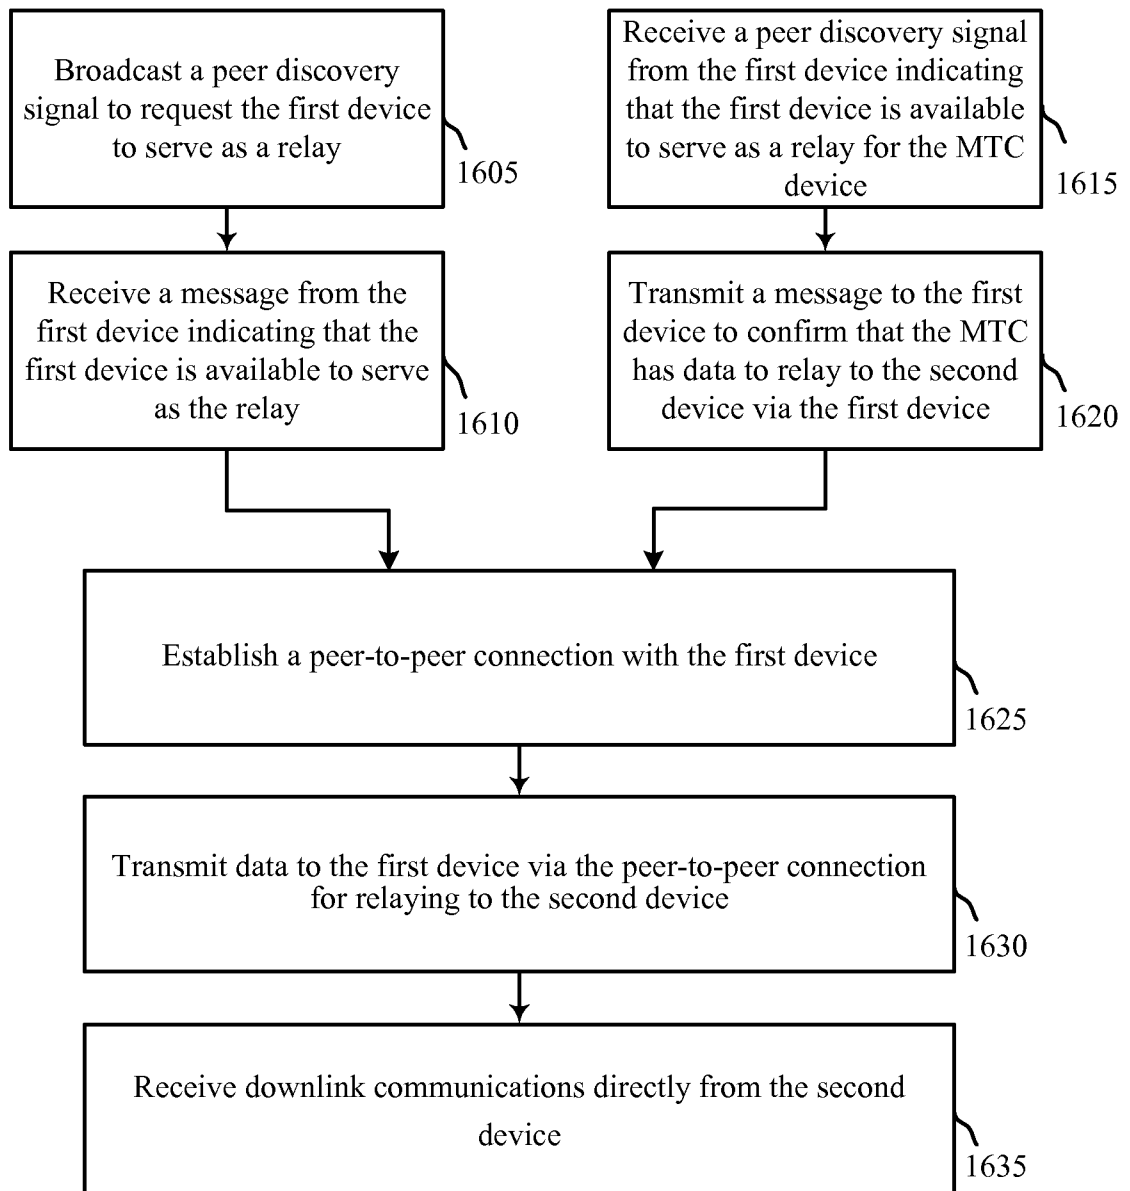 Broadcast a peer discovery
signal to request the first device
to serve as a relay
1605
Receive a message from the
first device indicating that the
first device is available to serve
as the relay
1610
Receive a peer discovery signal
from the first device indicating
that the first device is available
to serve as a relay for the MTC
device
1615
Transmit a message to the first
device to confirm that the MTC
has data to relay to the second
device via the first device
1620
Establish a peer-to-peer connection with the first device
1625
Transmit data to the first device via the peer-to-peer connection
for relaying to the second device
1630
Receive downlink communications directly from the second
device
1635